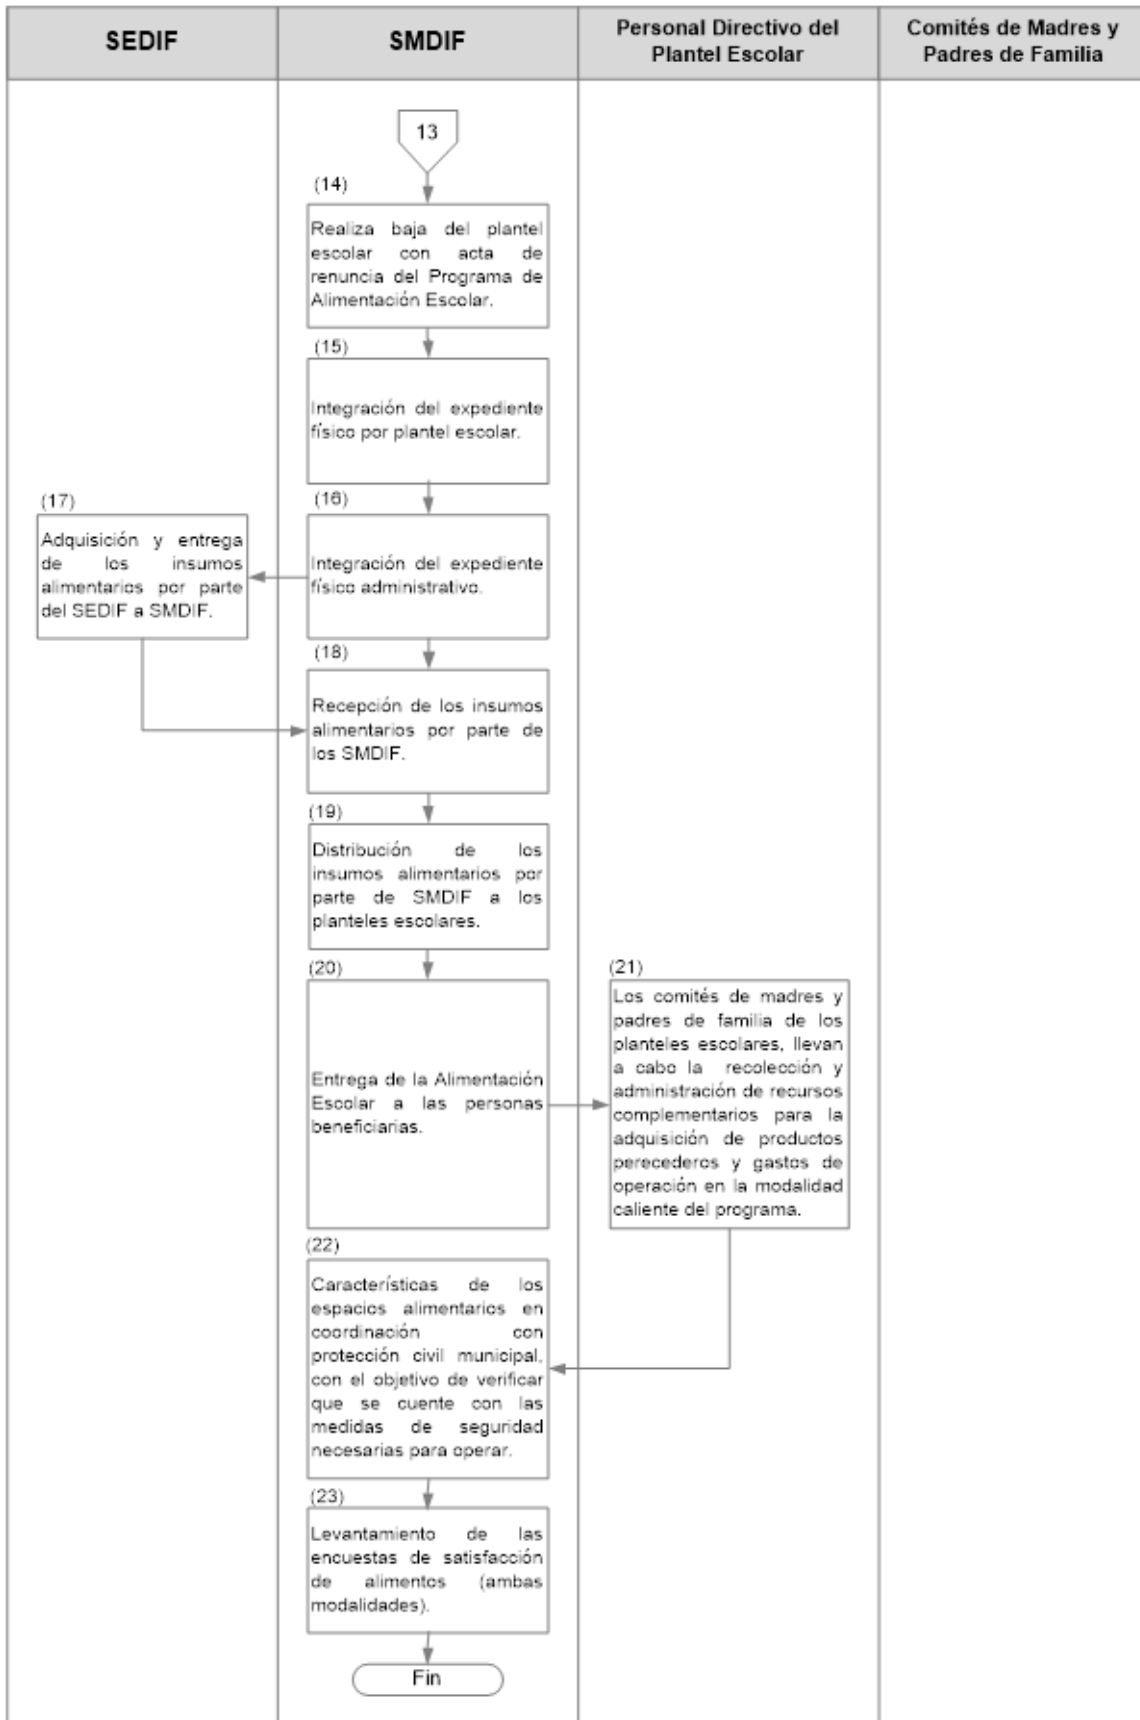 SEDIF
SMDIF
Personal Directivo del
Plantel Escolar
Comités de Madres y
Padres de Familia
13
(14)
Realiza baja del plantel
escolar con acta de
renuncia del Programa de
Alimentación Escolar.
(15)
Integración del expediente
físico por plantel escolar.
(16)
Integración del expediente
físico administrativo.
(17)
Adquisición y entrega
de los insumos
alimentarios por parte
del SEDIF a SMDIF.
(18)
Recepción de los insumos
alimentarios por parte de
los SMDIF.
(19)
Distribución de los
insumos alimentarios por
parte de SMDIF a los
planteles escolares.
(20)
Entrega de la Alimentación
Escolar a las personas
beneficiarias.
(21)
Los comités de madres y
padres de familia de los
planteles escolares, llevan
a cabo la recolección y
administración de recursos
complementarios para la
adquisición de productos
perecederos y gastos de
operación en la modalidad
caliente del programa.
(22)
Características de los
espacios alimentarios en
coordinación con
protección civil municipal,
con el objetivo de verificar
que se cuente con las
medidas de seguridad
necesarias para operar.
(23)
Levantamiento de las
encuestas de satisfacción
de alimentos (ambas
modalidades).
Fin